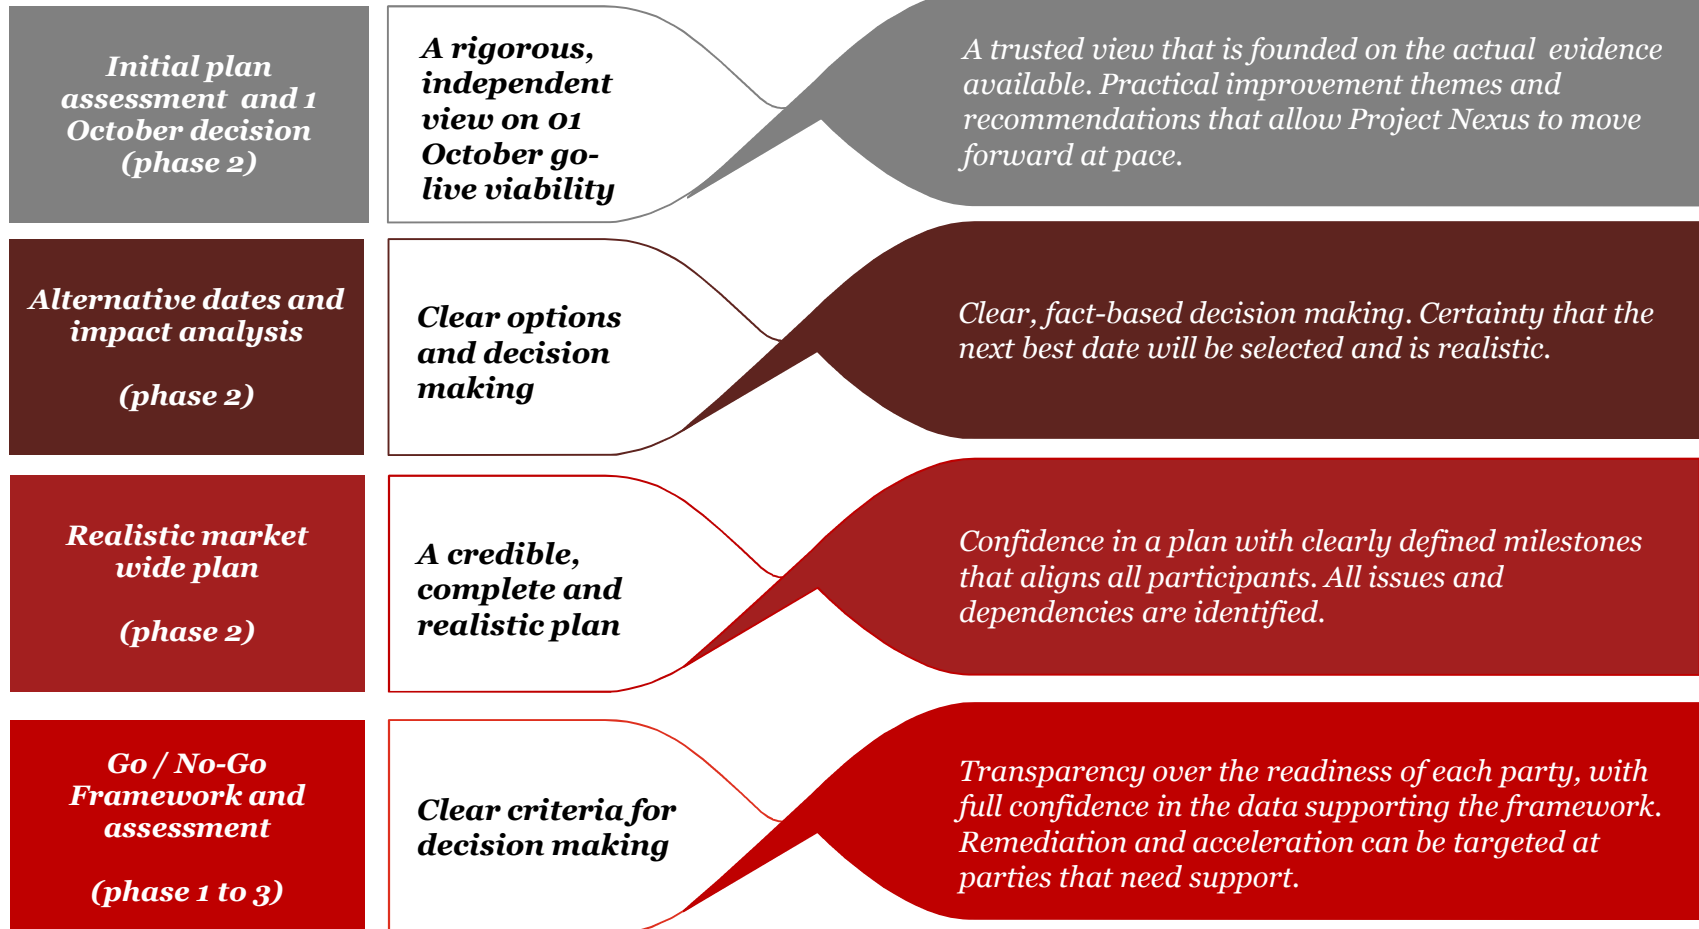 Initial plan
assessment and 1
October decision
(phase 2)
A rigorous,
independent
view on 01
October go-
live viability
A trusted view that is founded on the actual evidence
available. Practical improvement themes and
recommendations that allow Project Nexus to move
forward at pace.
Alternative dates and
impact analysis
(phase 2)
Clear options
and decision
making
Clear, fact-based decision making. Certainty that the
next best date will be selected and is realistic.
Realistic market
wide plan
(phase 2)
A credible,
complete and
realistic plan
Confidence in a plan with clearly defined milestones
that aligns all participants. All issues and
dependencies are identified.
Go / No-Go
Framework and
assessment
(phase 1 to 3)
Clear criteria for
decision making
Transparency over the readiness of each party, with
full confidence in the data supporting the framework.
Remediation and acceleration can be targeted at
parties that need support.